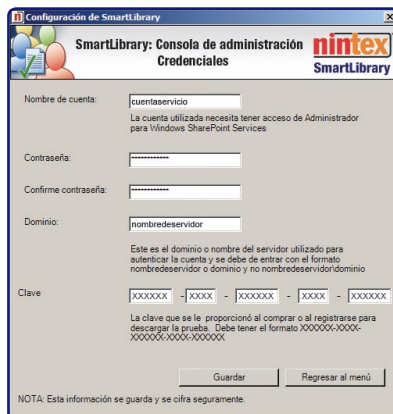 Configuración de SmartLibrary
SmartLibrary: Consola de administración
Credenciales
nintex
SmartLibrary
Nombre de cuenta:
cuentaservicio
La cuenta utilizada necesita tener acceso de Administrador
para Windows SharePoint Services
Contraseña:
Confirme contraseña:
Dominio:
nombredeservidor
Este es el dominio o nombre del servidor utilizado para
autenticar la cuenta y se debe de entrar con el formato
nombredeservidor o dominio y no nombredeservidor\dominio
Clave
XXXXXX - XXXX - XXXXXX - XXXX - XXXXXX
La clave que se le proporcionó al comprar o al registrarse para
descargar la prueba. Debe tener el formato XXXXXX-XXXX-
XXXXXX-XXXX-XXXXXX
Guardar Regresar al menú
NOTA: Esta información se guarda y se cifra seguramente.